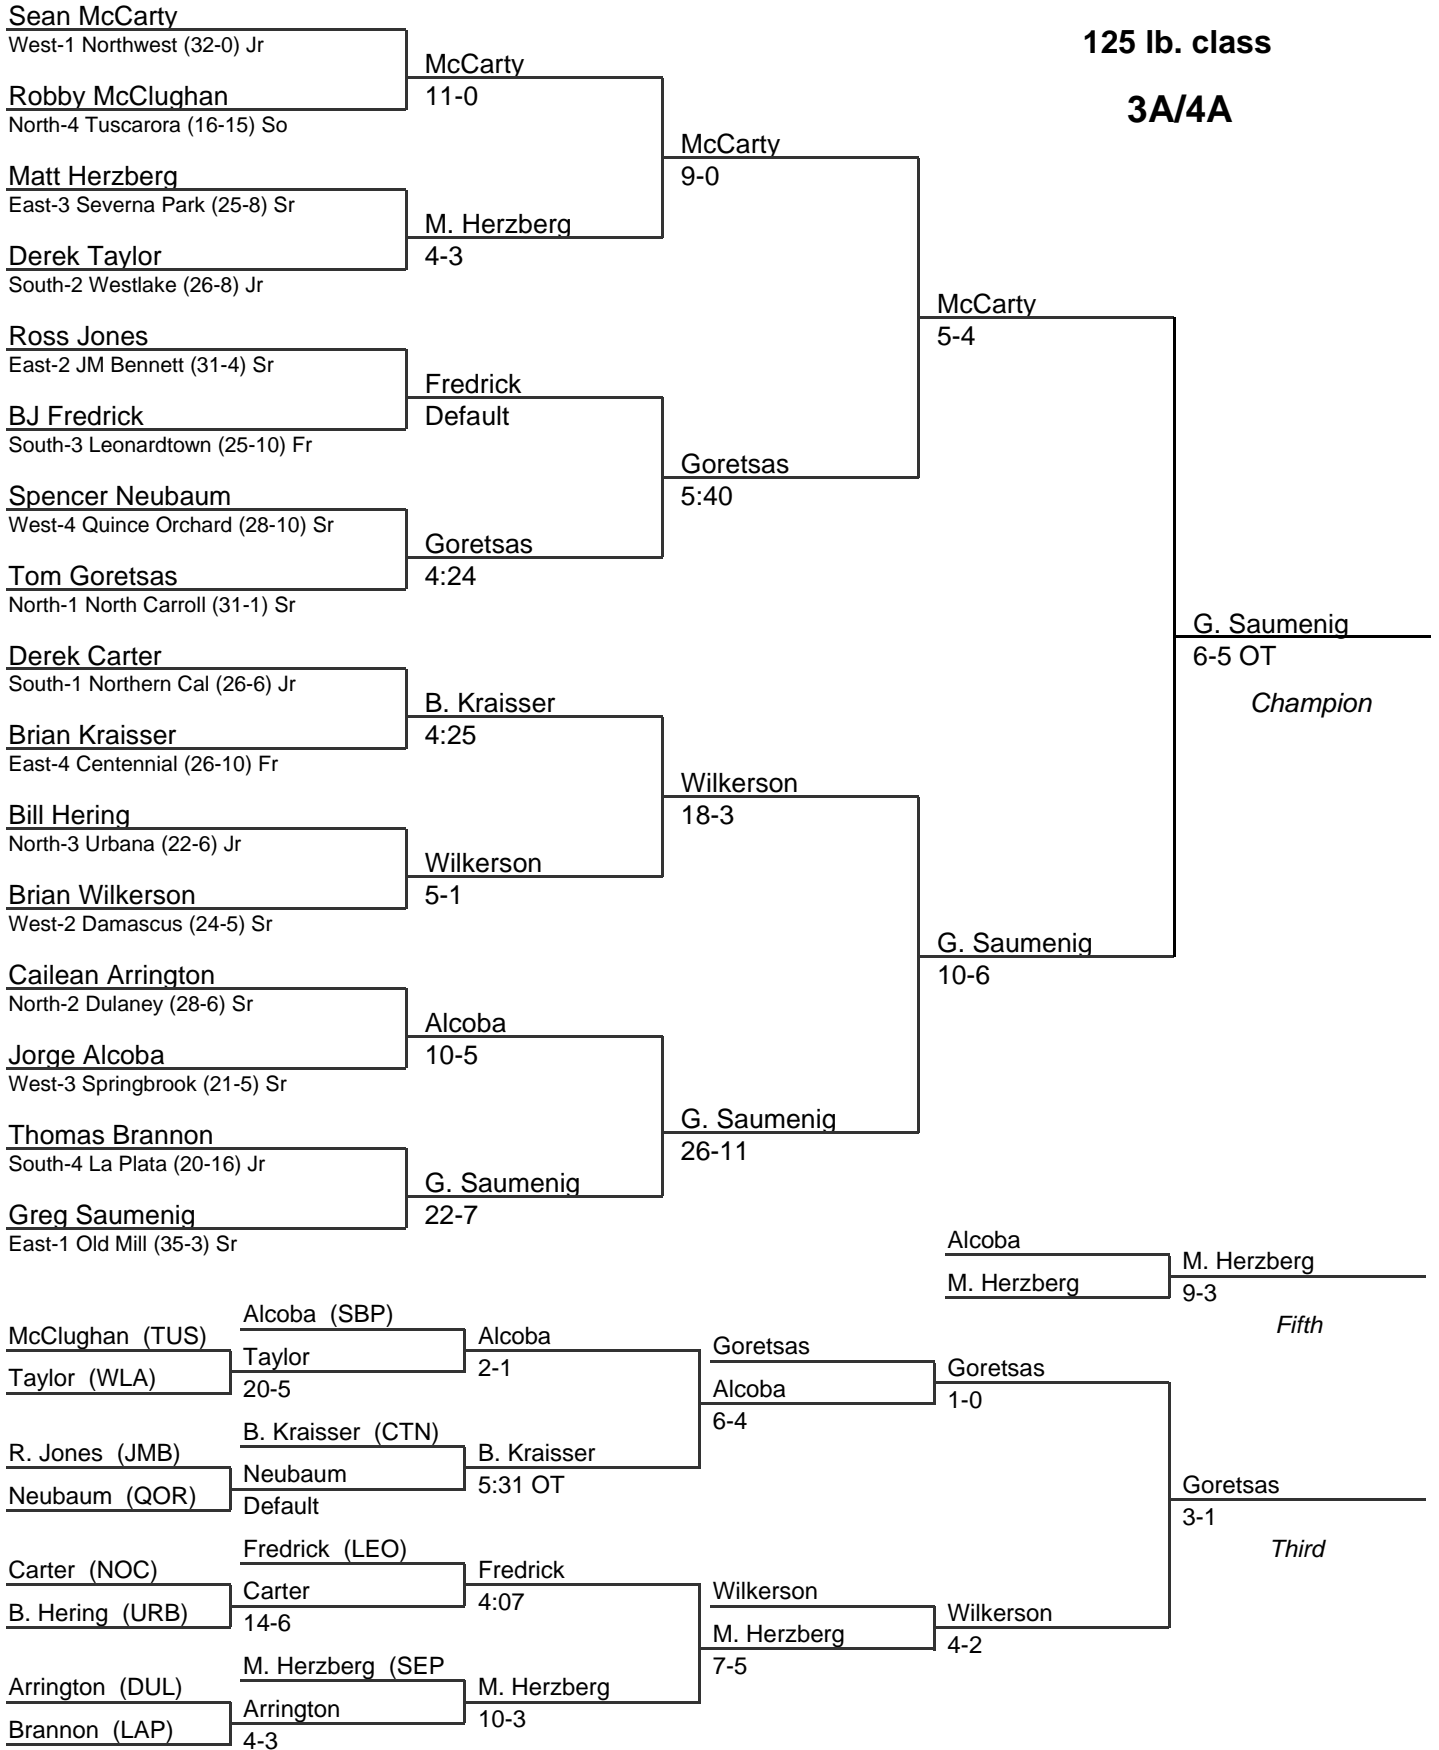 Sean McCarty
West-1 Northwest (32-0) Jr
Robby McClughan
North-4 Tuscarora (16-15) So
Matt Herzberg
East-3 Severna Park (25-8) Sr
Derek Taylor
South-2 Westlake (26-8) Jr
Ross Jones
East-2 JM Bennett (31-4) Sr
BJ Fredrick
South-3 Leonardtown (25-10) Fr
Spencer Neubaum
West-4 Quince Orchard (28-10) Sr
Tom Goretsas
North-1 North Carroll (31-1) Sr
Derek Carter
South-1 Northern Cal (26-6) Jr
Brian Kraisser
East-4 Centennial (26-10) Fr
Bill Hering
North-3 Urbana (22-6) Jr
Brian Wilkerson
West-2 Damascus (24-5) Sr
Cailean Arrington
North-2 Dulaney (28-6) Sr
Jorge Alcoba
West-3 Springbrook (21-5) Sr
Thomas Brannon
South-4 La Plata (20-16) Jr
Greg Saumenig
East-1 Old Mill (35-3) Sr
McCarty
11-0
M. Herzberg
4-3
Fredrick
Default
Goretsas
4:24
B. Kraisser
4:25
Wilkerson
5-1
Alcoba
10-5
G. Saumenig
22-7
McCarty
9-0
Goretsas
5:40
Wilkerson
18-3
G. Saumenig
26-11
McCarty
5-4
G. Saumenig
10-6
125 lb. class
3A/4A
G. Saumenig
6-5 OT
Champion
Alcoba
M. Herzberg
M. Herzberg
9-3
Fifth
McClughan (TUS)
Taylor (WLA)
R. Jones (JMB)
Neubaum (QOR)
Carter (NOC)
B. Hering (URB)
Arrington (DUL)
Brannon (LAP)
Alcoba (SBP)
Taylor
20-5
B. Kraisser (CTN)
Neubaum
Default
Fredrick (LEO)
Carter
14-6
M. Herzberg (SEP
Arrington
4-3
Alcoba
2-1
B. Kraisser
5:31 OT
Fredrick
4:07
M. Herzberg
10-3
Goretsas
Alcoba
6-4
Wilkerson
M. Herzberg
7-5
Goretsas
1-0
Wilkerson
4-2
Goretsas
3-1
Third